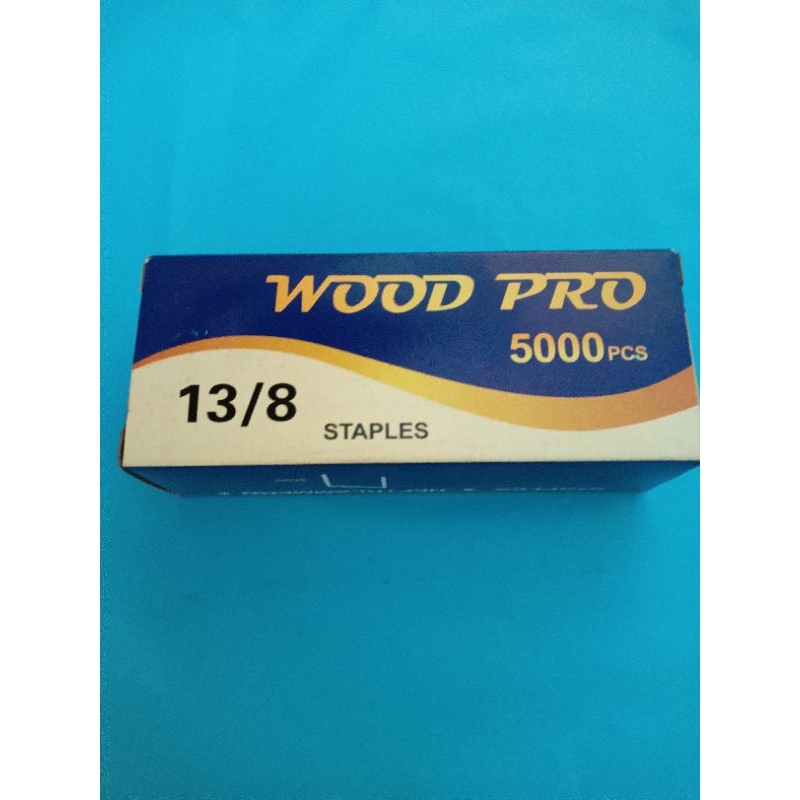 WOOD PRO
5000PCS
13/8
STAPLES